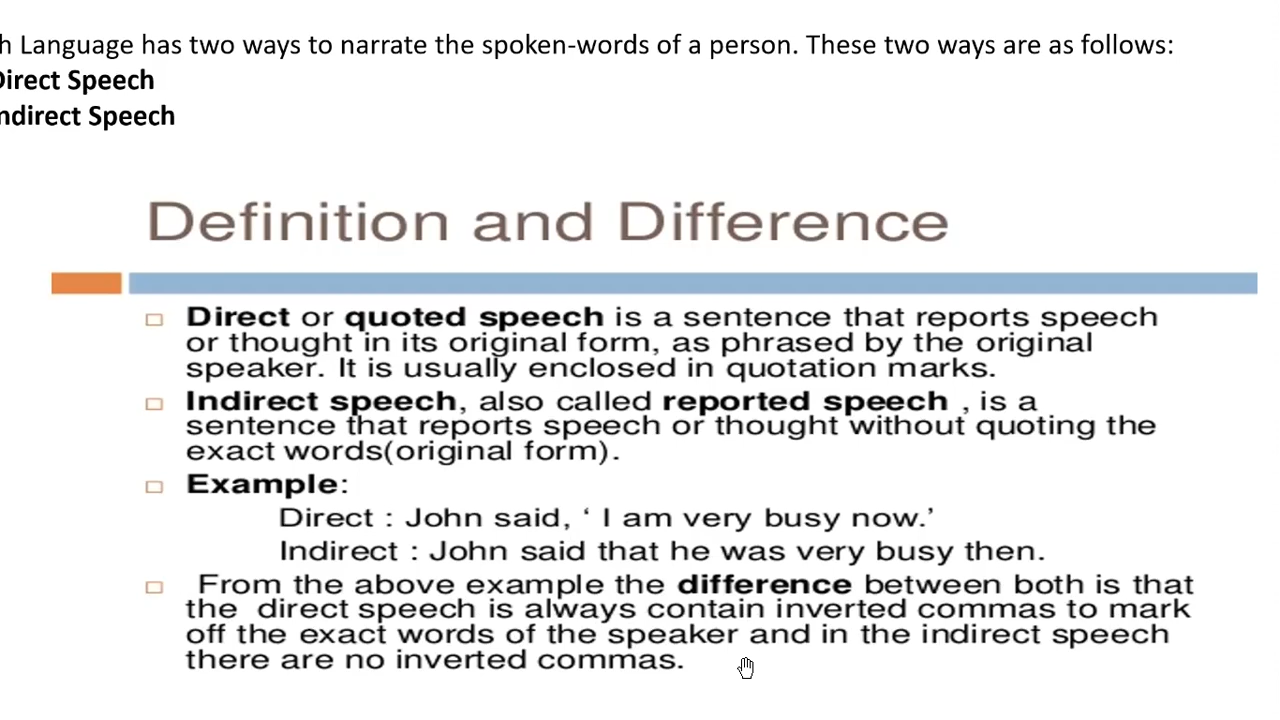 h Language has two ways to narrate the spoken-words of a person. These two ways are as follows:
Direct Speech
ndirect Speech
Definition and Difference
Direct or quoted speech is a sentence that reports speech
or thought in its original form, as phrased by the original
speaker. It is usually enclosed in quotation marks.
Indirect speech, also called reported speech , is a
sentence that reports speech or thought without quoting the
exact words(original form).
Example:
Direct : John said, ‘ I am very busy now.’
Indirect : John said that he was very busy then.
From the above example the difference between both is that
the direct speech is always contain inverted commas to mark
off the exact words of the speaker and in the indirect speech
there are no inverted commas.